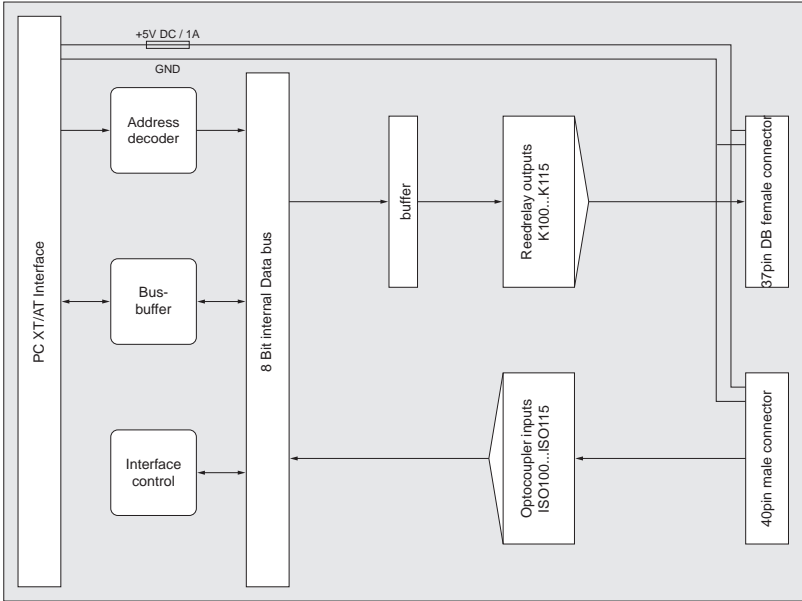 +5V DC / 1A
GND
PC XT/AT Interface
Address
decoder
Bus-
buffer
Interface
control
8 Bit internal Data bus
buffer
Reedrelay outputs
K100...K115
37pin DB female connector
Optocoupler inputs
ISO100...ISO115
40pin male connector